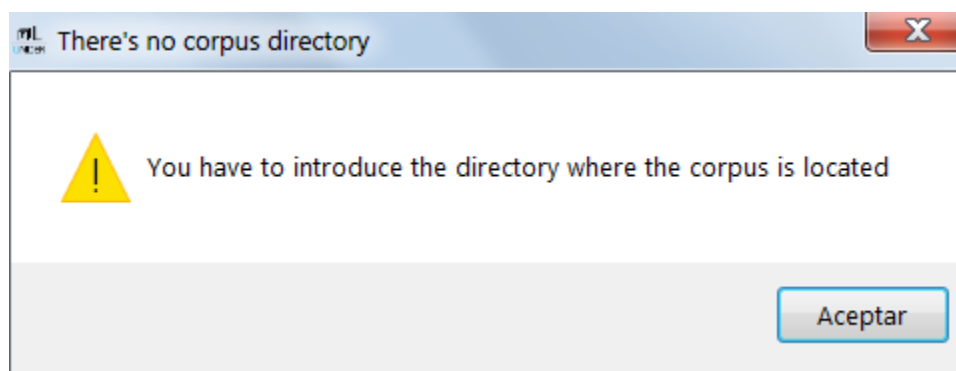 There's no corpus directory
You have to introduce the directory where the corpus is located
Aceptar